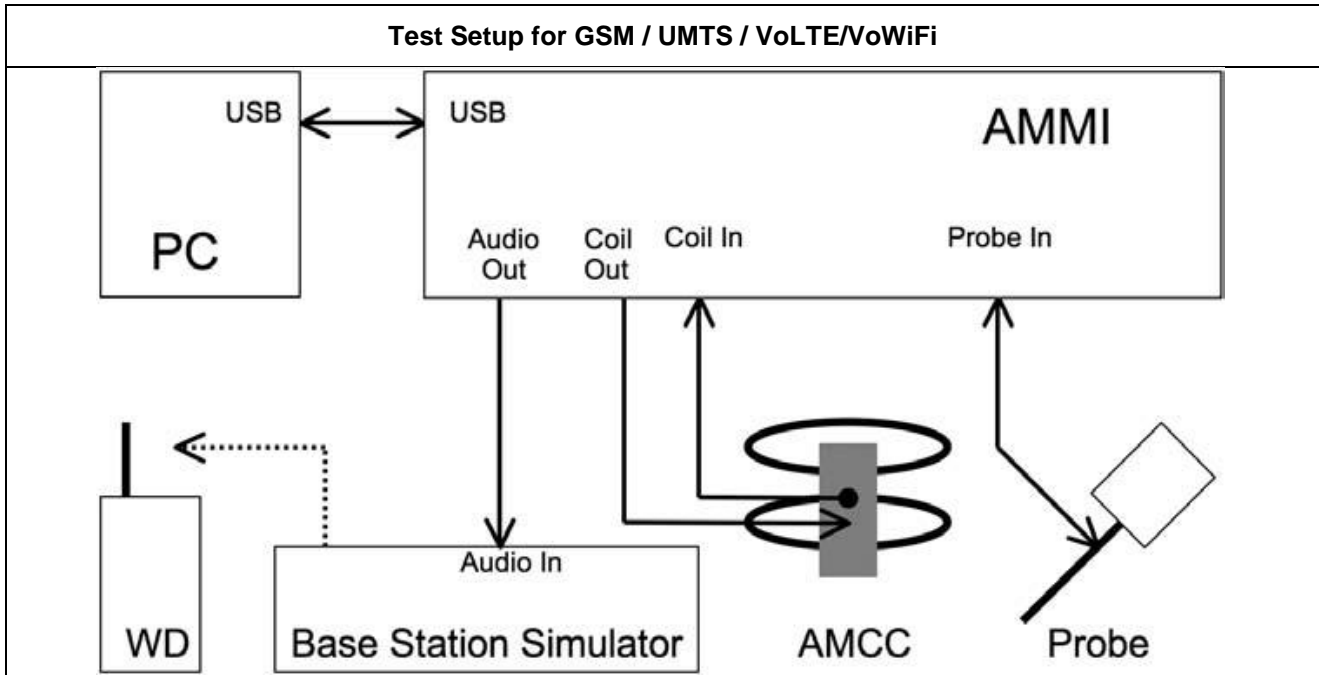 Test Setup for GSM / UMTS / VoLTE/VoWiFi
USB
USB
AMMI
PC
Audio
Out
Coil
Out
Coil In
Probe In
Audio In
WD
Base Station Simulator
AMCC
Probe